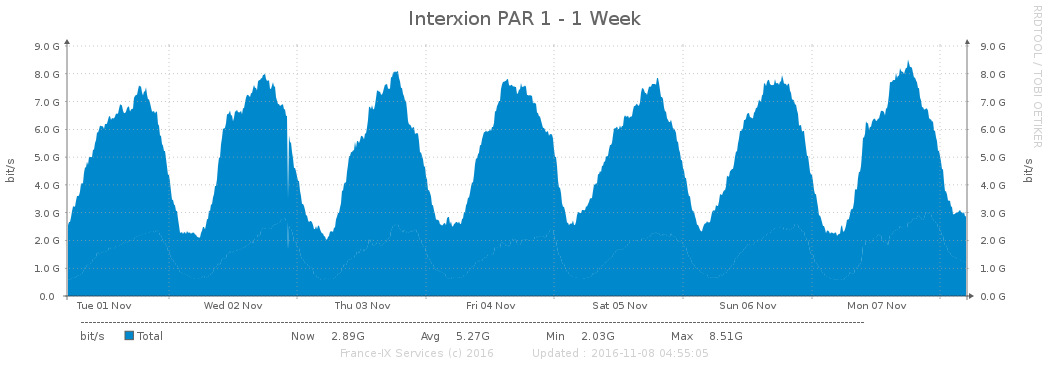 Interxion PAR 1 - 1 Week
RRDTOOL / TOBI OETIKER
bit/s
9.0 G 9.0 G
8.0 G 8.0 G
7.0 G 7.0 G
6.0 G 6.0 G
5.0 G 5.0 G
4.0 G 4.0 G
3.0 G 3.0 G
2.0 G 2.0 G
1.0 G 1.0 G
0.0 0.0 G
bit/s
Tue 01 Nov Wed 02 Nov Thu 03 Nov Fri 04 Nov Sat 05 Nov Sun 06 Nov Mon 07 Nov
bit/s Total Now 2.89G Avg 5.27G Min 2.03G Max 8.51G
France-IX Services (c) 2016 Updated : 2016-11-08 04:55:05